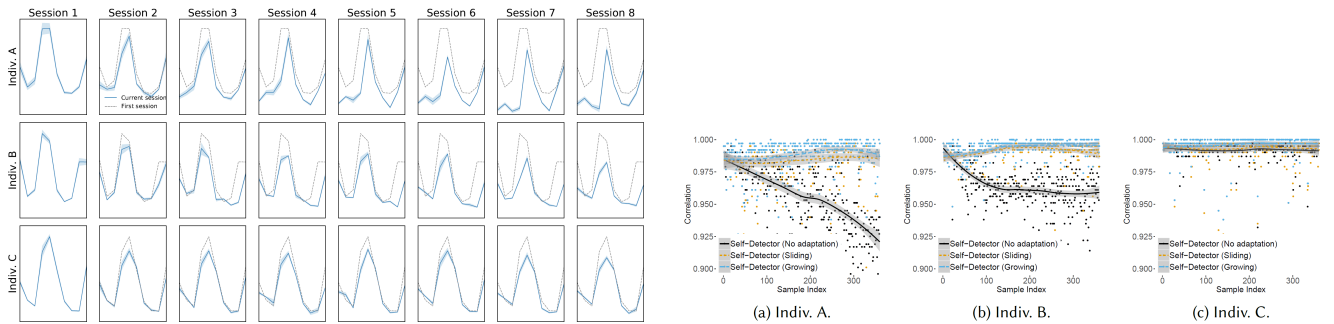 Session 1 Session 2 Session 3 Session 4 Session 5 Session 6 Session 7 Session 8
Indiv. A
Current session
First session
Indiv. B
Indiv. C
1.000
0.975
0.950
0.925
0.900
Correlation
Self-Detector (No adaptation)
Self-Detector (Sliding)
Self-Detector (Growing)
0 100 200 300
Sample Index
(a) Indiv. A.
1.000
0.975
0.950
0.925
0.900
Correlation
Self-Detector (No adaptation)
Self-Detector (Sliding)
Self-Detector (Growing)
0 100 200 300
Sample Index
(b) Indiv. B.
1.000
0.975
0.950
0.925
0.900
Correlation
Self-Detector (No adaptation)
Self-Detector (Sliding)
Self-Detector (Growing)
0 100 200 300
Sample Index
(c) Indiv. C.